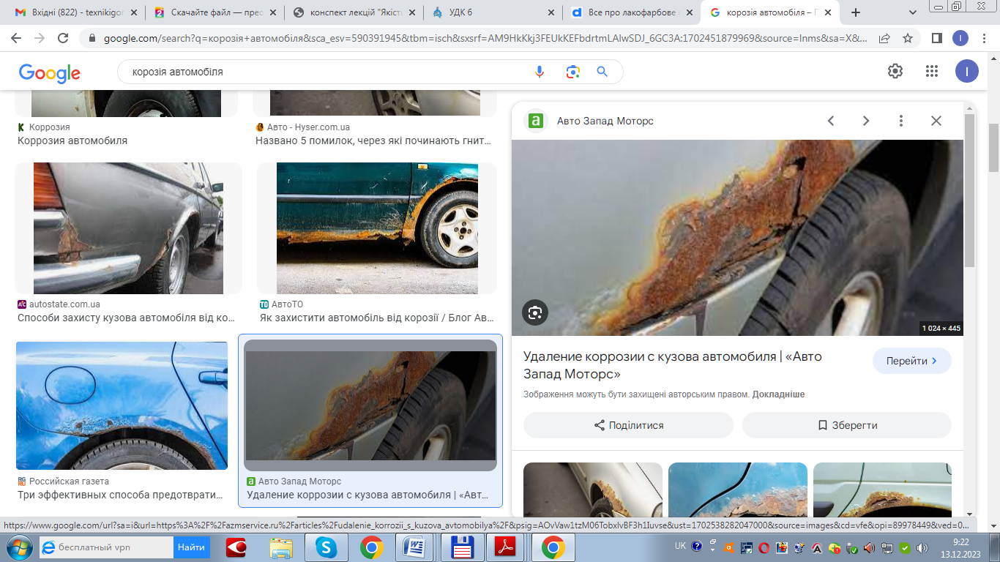 Вхідні (822) - texnikigor
Скачайте файл — прес
конспект лекцій "Якість
УДК 6
Все про лакофарбове п
корозія автомобіля – П
google.com/search?q=корозія+автомобіля&sca_esv=590391945&tbm=isch&sxsrf=AM9HkKkj3FEUkKEFbdrtmLAlwSDJ_6GC3A:1702451879969&source=lnms&sa=X&...
Google
корозія автомобіля
I
Коррозия
Коррозия автомобиля
Авто - Hyser.com.ua
Названо 5 помилок, через які починають гнит...
autostate.com.ua
Способи захисту кузова автомобіля від ко...
АвтоТО
Як захистити автомобіль від корозії / Блог Ав...
Российская газета
Три эффективных способа предотврати...
Авто Запад Моторс
Удаление коррозии с кузова автомобиля | «Авт...
Авто Запад Моторс
1 024 × 445
Удаление коррозии с кузова автомобиля | «Авто
Запад Моторс»
Перейти
Зображення можуть бути захищені авторським правом. Докладніше
Поділитися
Зберегти
https://www.google.com/url?sa=i&url=https%3A%2F%2Fazmservice.ru%2Farticles%2Fudalenie_korrozii_s_kuzova_avtomobilya%2F&psig=AOvVaw1tzM06TobxlvBF3h1Iuvse&ust=1702538282047000&source=images&cd=vfe&opi=89978449&ved=0...
бесплатный vpn
Найти
UK
9:22
13.12.2023